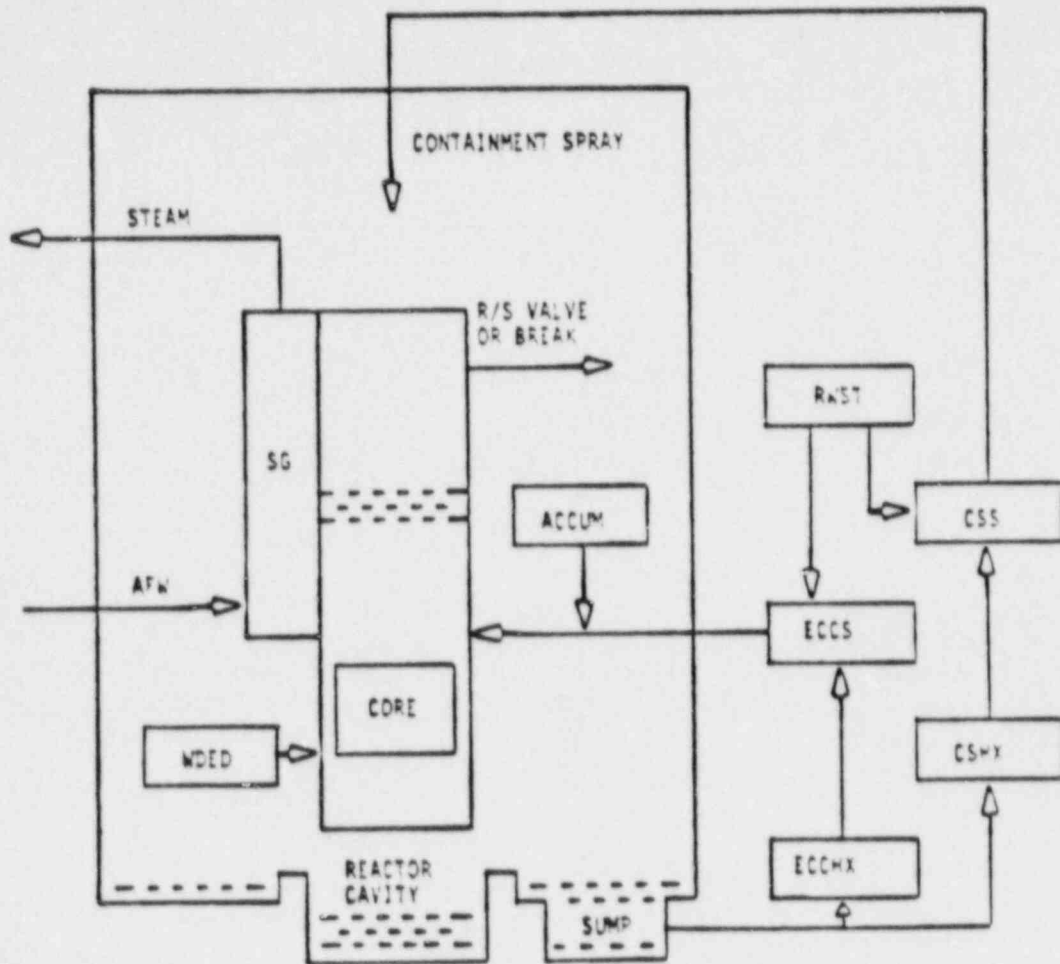 CONTAINMENT SPRAY
STEAM
R/S VALVE
OR BREAK
RWST
SG
ACCUM
CSS
AFW
ECCS
CORE
WDED
CSHX
REACTOR
CAVITY
ECCHX
SUMP